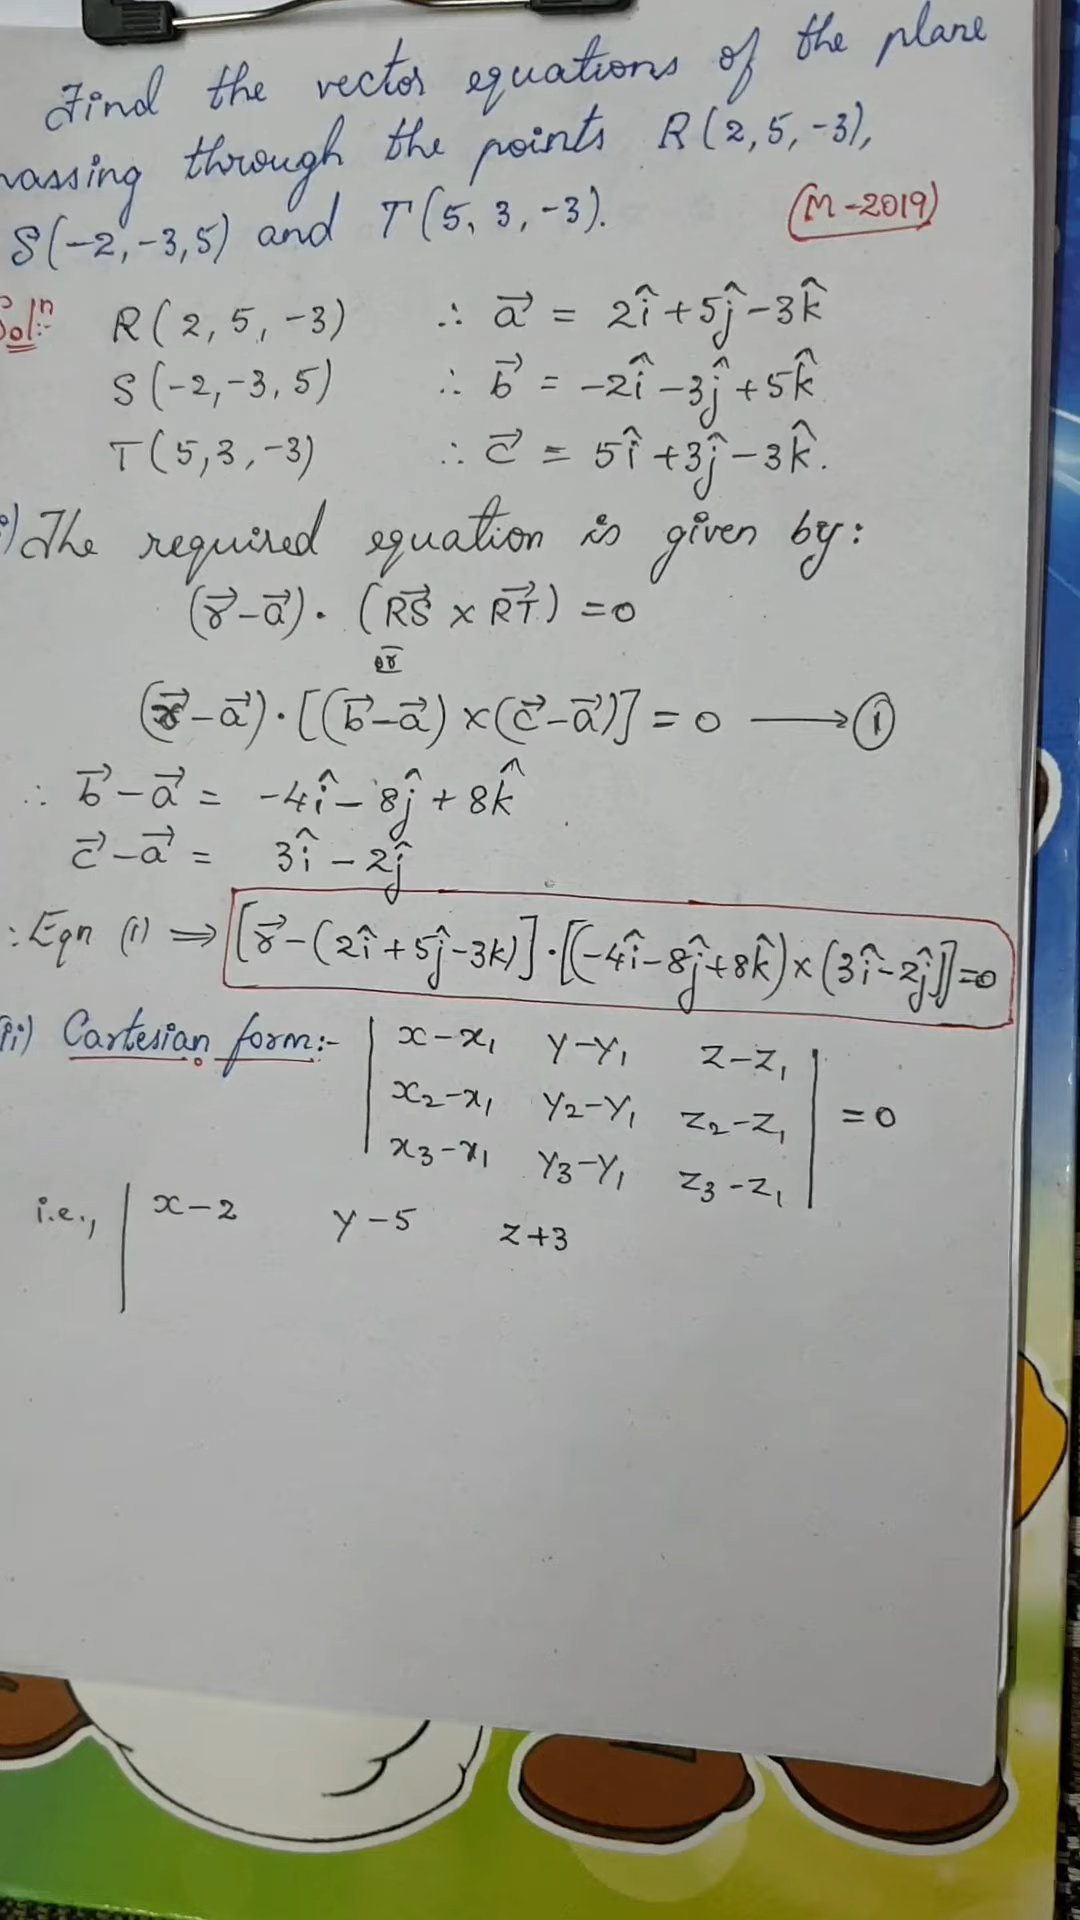 Find the vector equations of the plane
passing through the points R(2, 5, -3),
S(-2, -3, 5) and T(5, 3, -3). (M-2019)
Solⁿ:- R(2, 5, -3) ∴ a⃗ = 2î + 5ĵ - 3k̂
S(-2, -3, 5) ∴ b⃗ = -2î - 3ĵ + 5k̂
T(5, 3, -3) ∴ c⃗ = 5î + 3ĵ - 3k̂.
i) The required equation is given by:
(r⃗ - a⃗) · (RS⃗ × RT⃗) = 0
or
(r⃗ - a⃗) · [(b⃗ - a⃗) × (c⃗ - a⃗)] = 0 ⟶ ①
∴ b⃗ - a⃗ = -4î - 8ĵ + 8k̂
c⃗ - a⃗ = 3î - 2ĵ
∴ Eqn (1) ⇒ [r⃗ - (2î + 5ĵ - 3k)] · [(-4î - 8ĵ + 8k̂) × (3î - 2ĵ)] = 0
ii) Cartesian form:- | x - x₁ y - y₁ z - z₁ |
| x₂ - x₁ y₂ - y₁ z₂ - z₁ | = 0
| x₃ - x₁ y₃ - y₁ z₃ - z₁ |
i.e., | x - 2 y - 5 z + 3